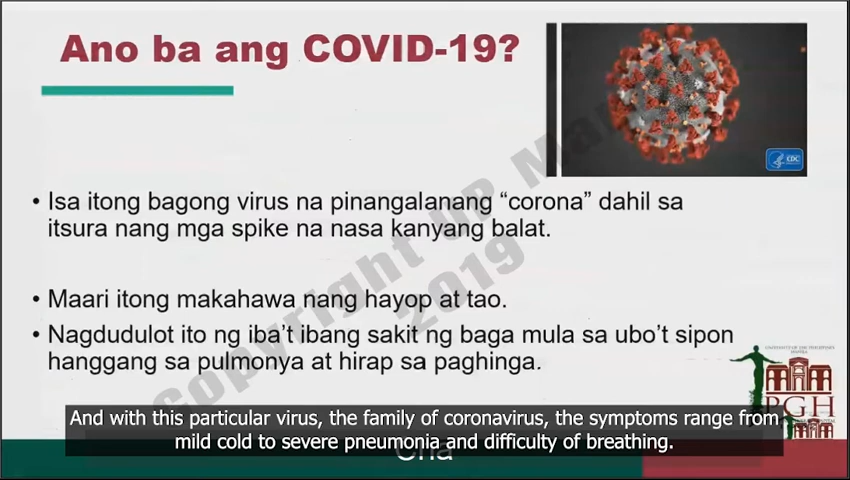 Ano ba ang COVID-19?
CDC
• Isa itong bagong virus na pinangalanang “corona” dahil sa
itsura nang mga spike na nasa kanyang balat.
• Maari itong makahawa nang hayop at tao.
• Nagdudulot ito ng iba’t ibang sakit ng baga mula sa ubo’t sipon
hanggang sa pulmonya at hirap sa paghinga.
Copyright UP
2019
PGH
And with this particular virus, the family of coronavirus, the symptoms range from
mild cold to severe pneumonia and difficulty of breathing.